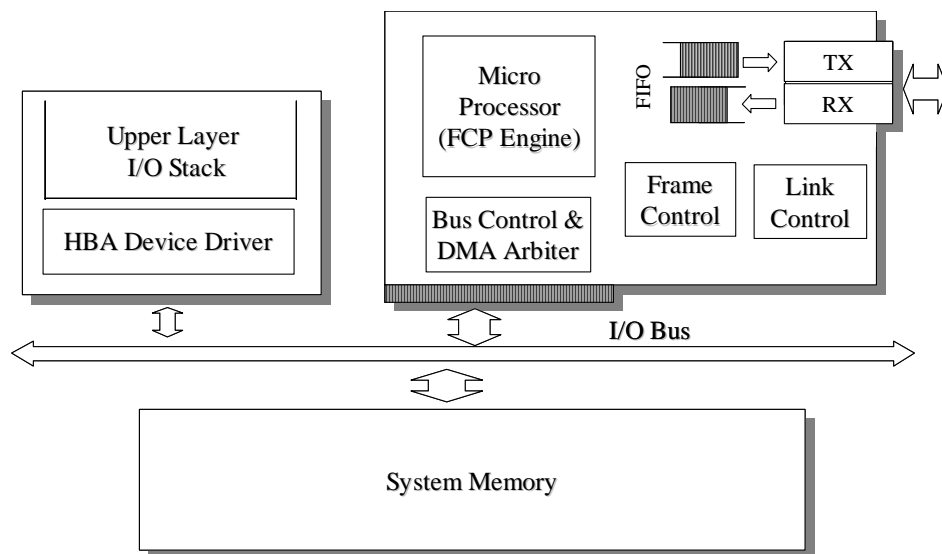 Upper Layer
I/O Stack
HBA Device Driver
Micro
Processor
(FCP Engine)
Bus Control &
DMA Arbiter
FIFO
TX
RX
Frame
Control
Link
Control
I/O Bus
System Memory